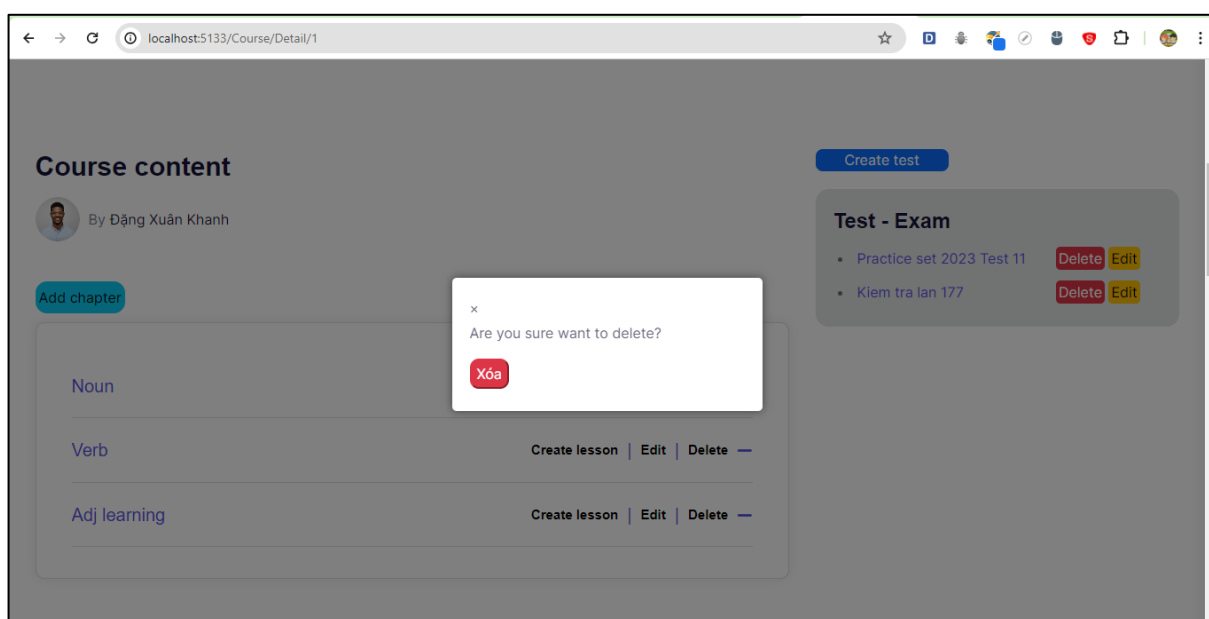 localhost:5133/Course/Detail/1
Course content
By Đặng Xuân Khanh
Add chapter
Noun
Verb
Create lesson | Edit | Delete
Adj learning
Create lesson | Edit | Delete
×
Are you sure want to delete?
Xóa
Create test
Test - Exam
Practice set 2023 Test 11 Delete Edit
Kiem tra lan 177 Delete Edit